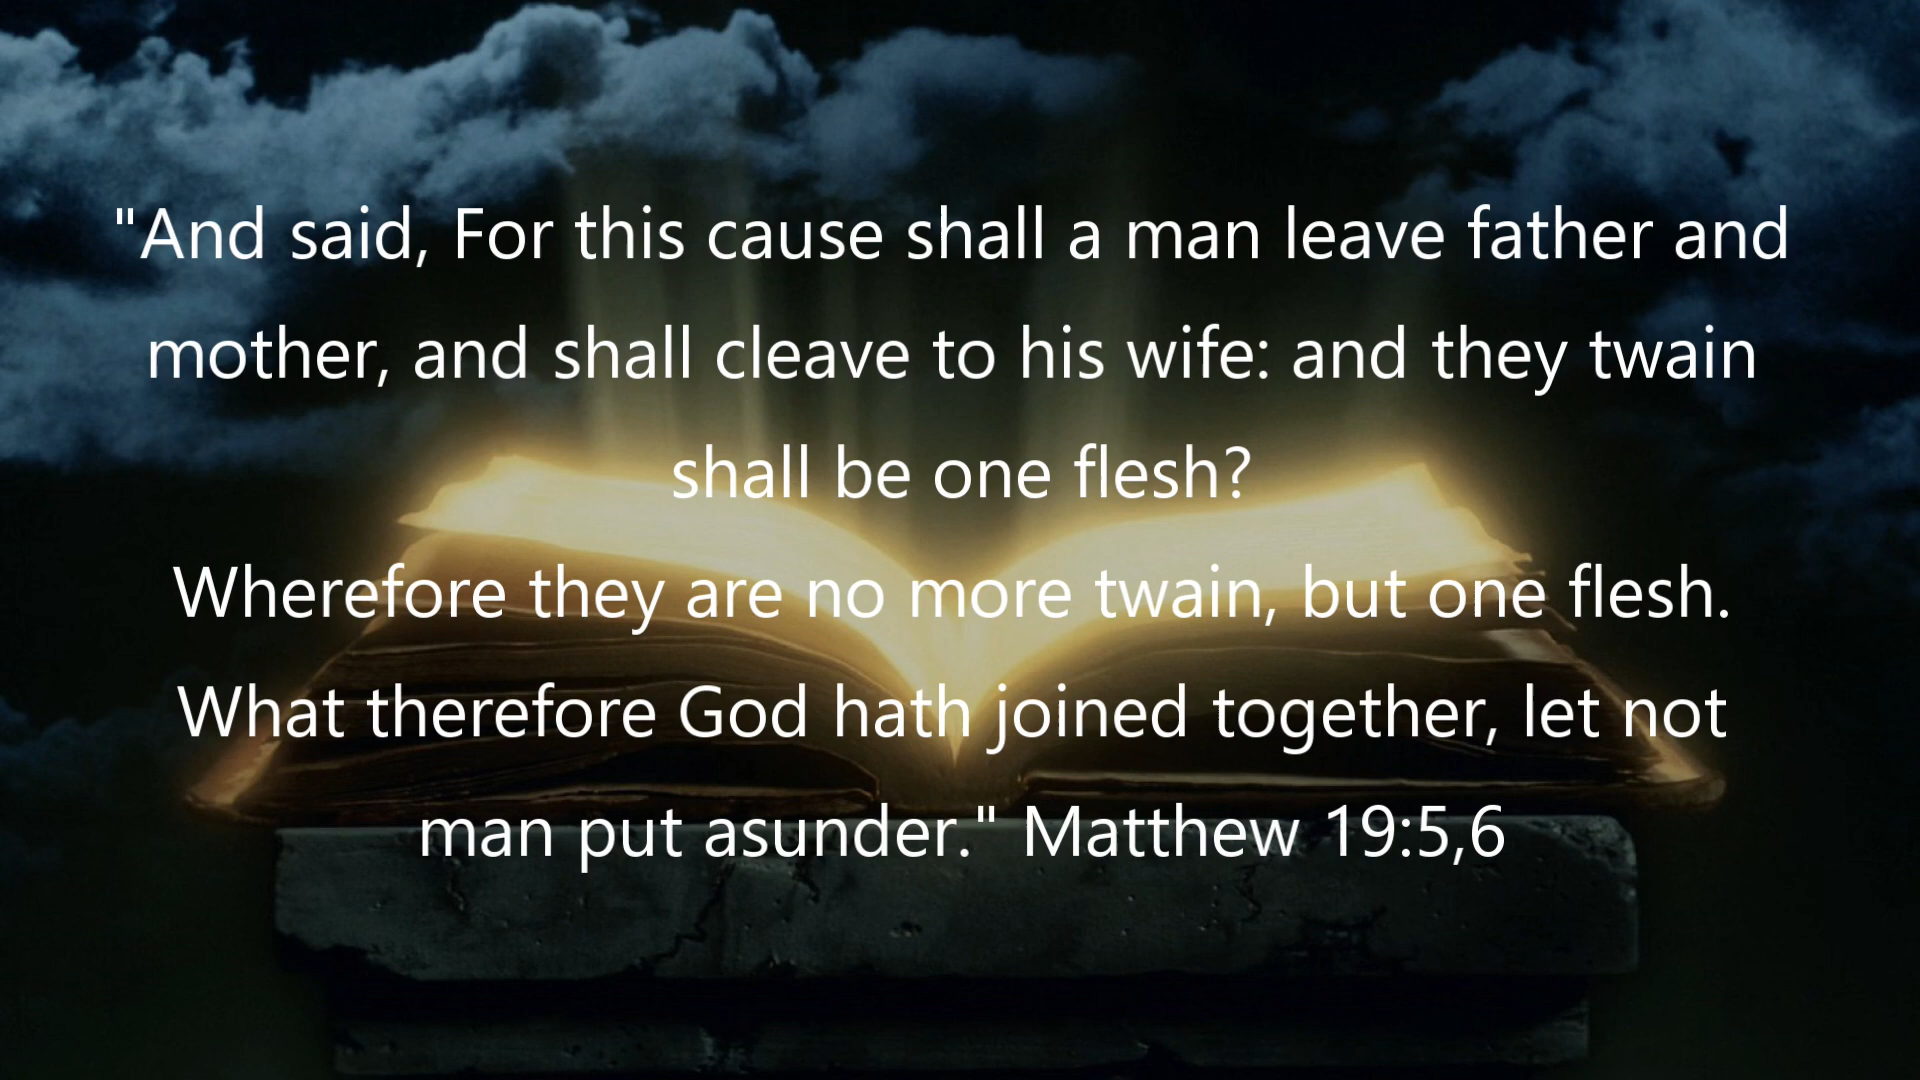 "And said, For this cause shall a man leave father and
mother, and shall cleave to his wife: and they twain
shall be one flesh?
Wherefore they are no more twain, but one flesh.
What therefore God hath joined together, let not
man put asunder." Matthew 19:5,6